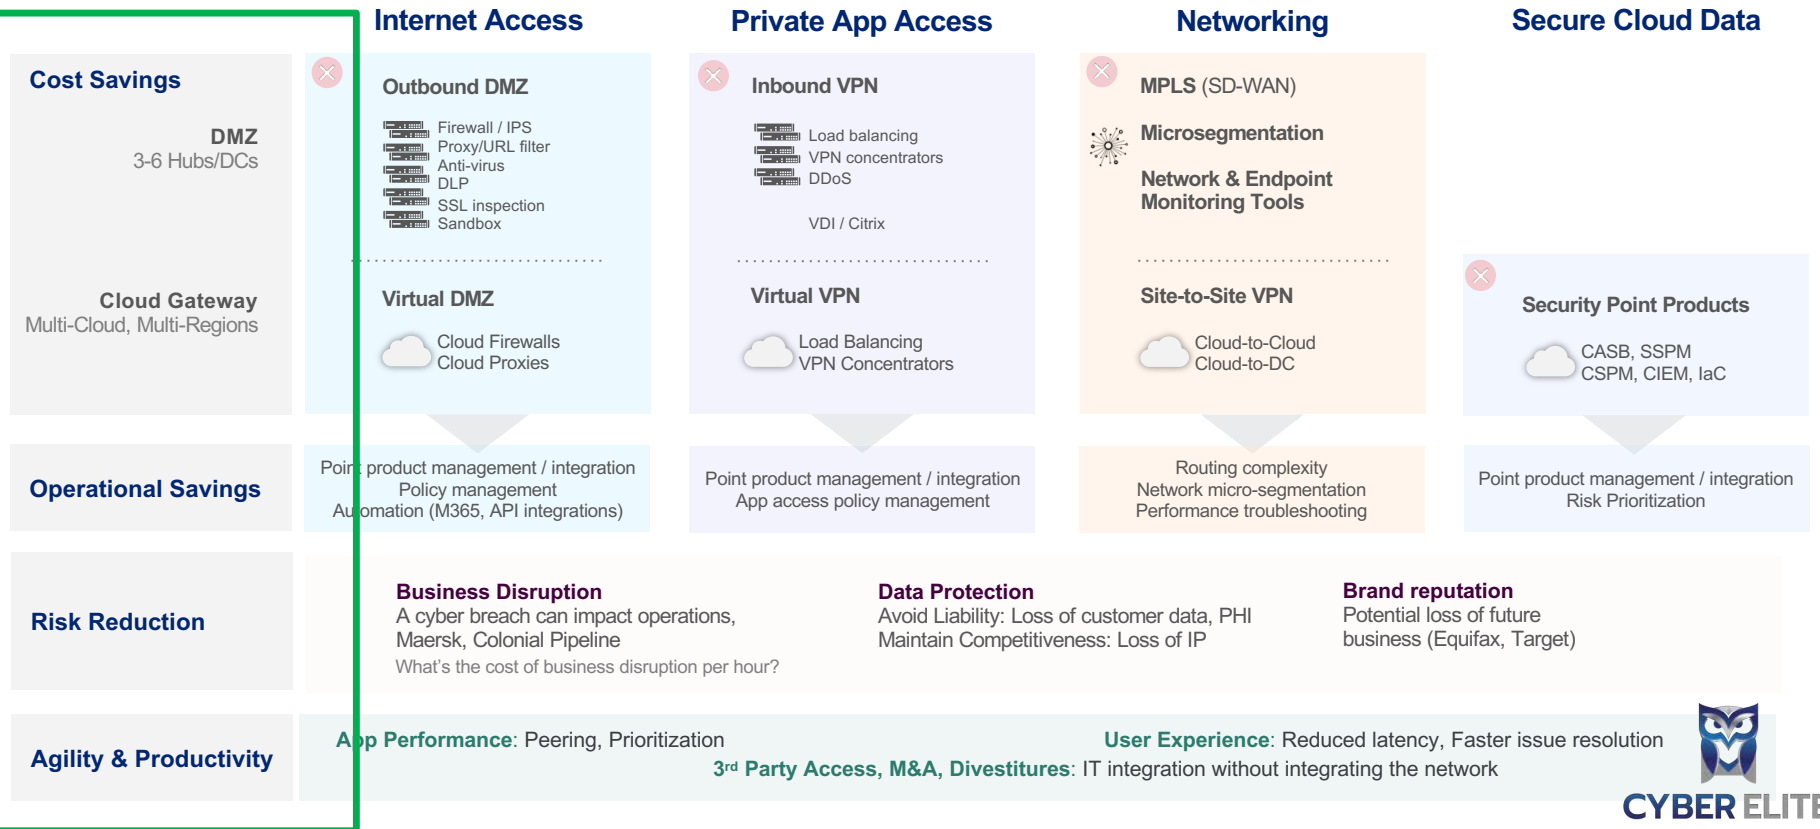 Internet Access
Private App Access
Networking
Secure Cloud Data
Cost Savings
DMZ
3-6 Hubs/DCs
Cloud Gateway
Multi-Cloud, Multi-Regions
Outbound DMZ
Firewall / IPS
Proxy/URL filter
Anti-virus
DLP
SSL inspection
Sandbox
Virtual DMZ
Cloud Firewalls
Cloud Proxies
Inbound VPN
Load balancing
VPN concentrators
DDoS
VDI / Citrix
Virtual VPN
Load Balancing
VPN Concentrators
MPLS (SD-WAN)
Microsegmentation
Network & Endpoint
Monitoring Tools
Site-to-Site VPN
Cloud-to-Cloud
Cloud-to-DC
Security Point Products
CASB, SSPM
CSPM, CIEM, IaC
Operational Savings
Point product management / integration
Policy management
Automation (M365, API integrations)
Point product management / integration
App access policy management
Routing complexity
Network micro-segmentation
Performance troubleshooting
Point product management / integration
Risk Prioritization
Risk Reduction
Business Disruption
A cyber breach can impact operations,
Maersk, Colonial Pipeline
What's the cost of business disruption per hour?
Data Protection
Avoid Liability: Loss of customer data, PHI
Maintain Competitiveness: Loss of IP
Brand reputation
Potential loss of future
business (Equifax, Target)
Agility & Productivity
App Performance: Peering, Prioritization
User Experience: Reduced latency, Faster issue resolution
3rd Party Access, M&A, Divestitures: IT integration without integrating the network
CYBER ELITE